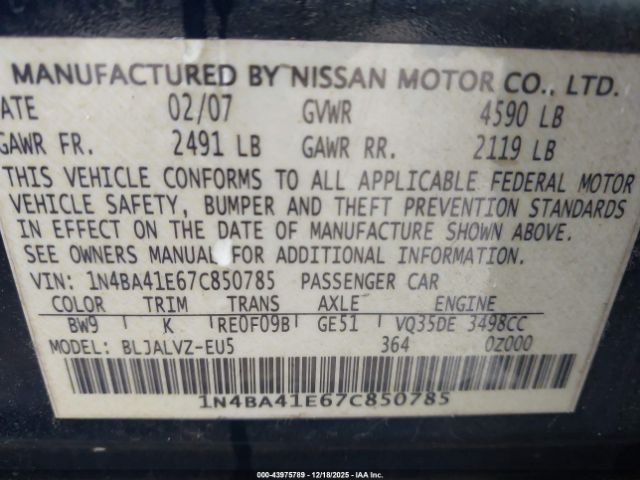 MANUFACTURED BY NISSAN MOTOR CO., LTD.
DATE 02/07 GVWR 4590 LB
GAWR FR. 2491 LB GAWR RR. 2119 LB
THIS VEHICLE CONFORMS TO ALL APPLICABLE FEDERAL MOTOR
VEHICLE SAFETY, BUMPER AND THEFT PREVENTION STANDARDS
IN EFFECT ON THE DATE OF MANUFACTURE SHOWN ABOVE.
SEE OWNERS MANUAL FOR ADDITIONAL INFORMATION.
VIN: 1N4BA41E67C850785 PASSENGER CAR
COLOR TRIM TRANS AXLE ENGINE
BW9 K RE0F09B GE51 VQ35DE 3498CC
MODEL: BLJALVZ-EU5 364 0Z000
1N4BA41E67C850785
000-43975789 | 12/18/2025 - IAA Inc.